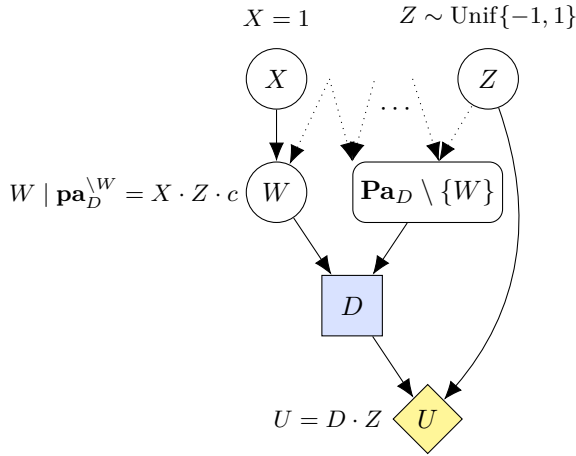 X = 1
Z ∼ Unif{−1, 1}
X
Z
...
W | pa_D^{\W} = X · Z · c
W
Pa_D \ {W}
D
U = D · Z
U